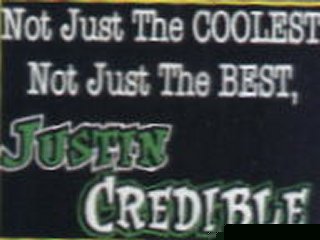 Not Just The COOLEST
Not Just The BEST,
JUSTIN
CREDIBLE